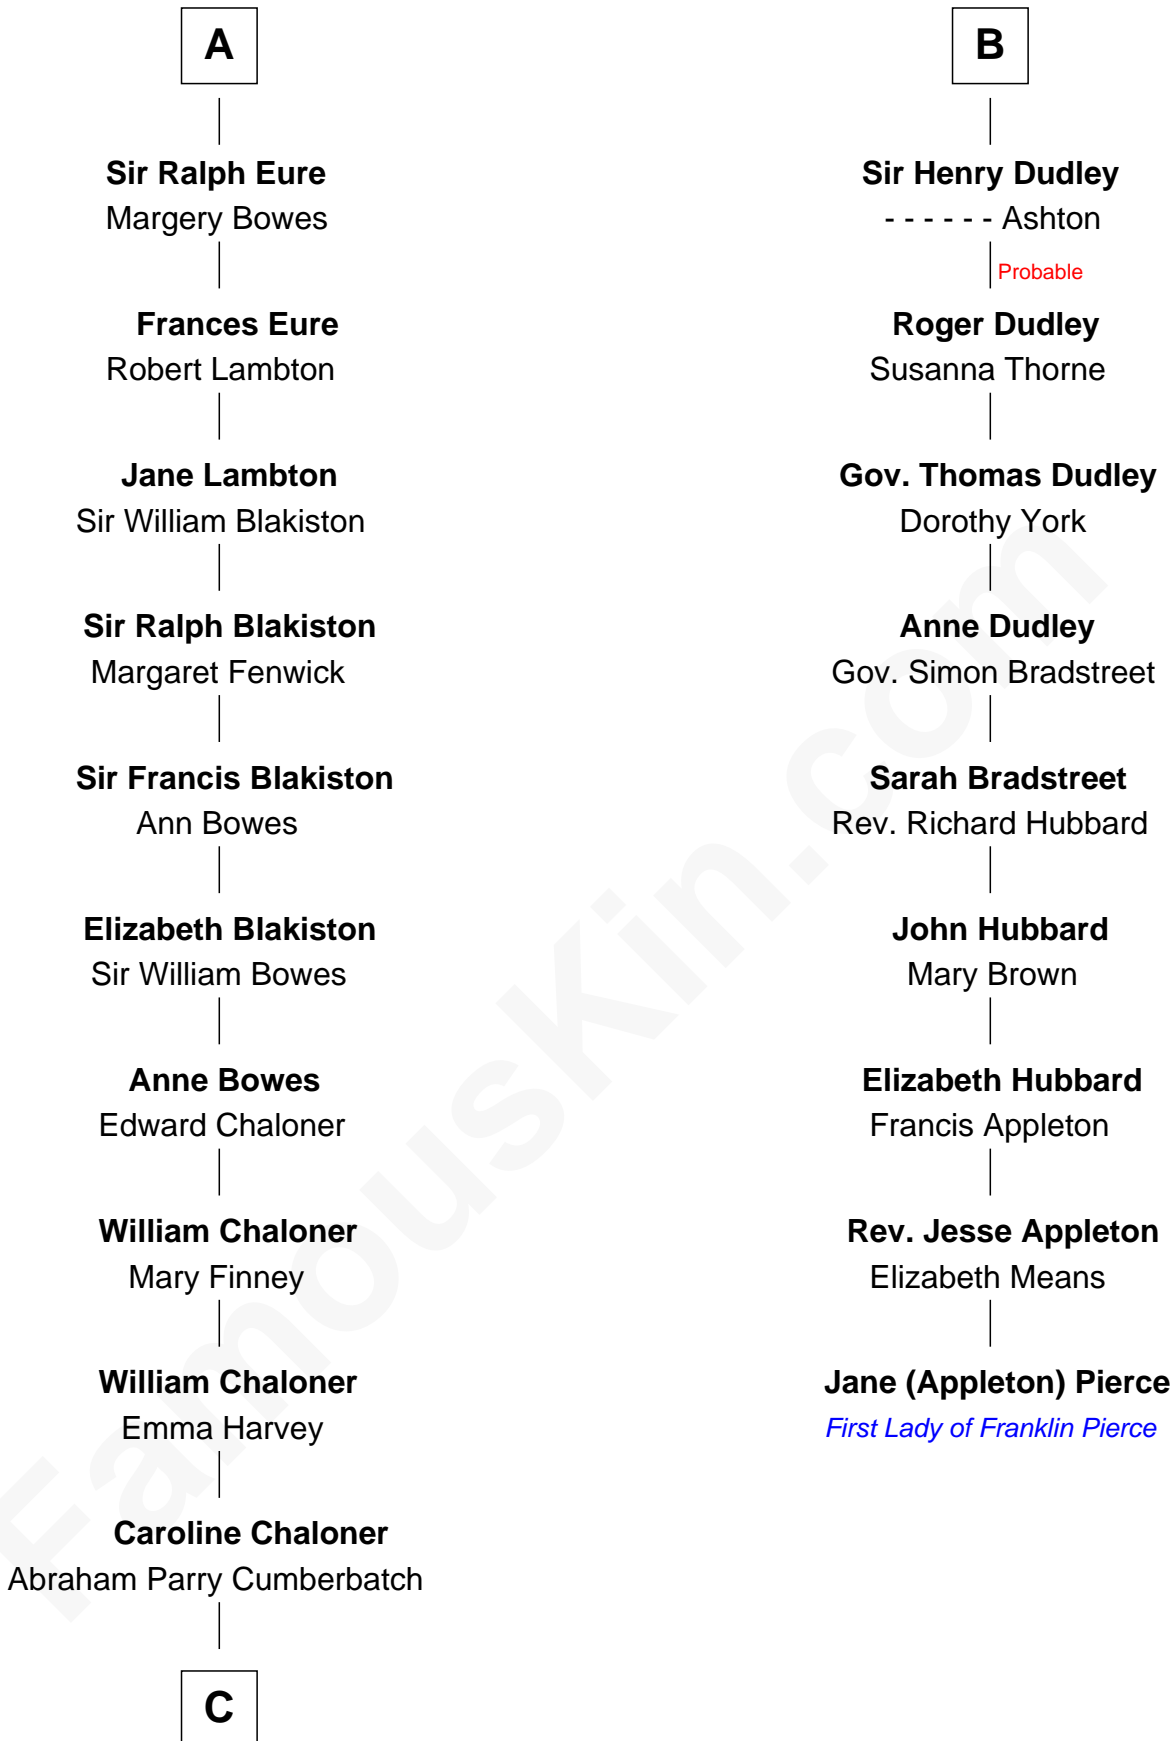 A
Sir Ralph Eure
Margery Bowes
Frances Eure
Robert Lambton
Jane Lambton
Sir William Blakiston
Sir Ralph Blakiston
Margaret Fenwick
Sir Francis Blakiston
Ann Bowes
Elizabeth Blakiston
Sir William Bowes
Anne Bowes
Edward Chaloner
William Chaloner
Mary Finney
William Chaloner
Emma Harvey
Caroline Chaloner
Abraham Parry Cumberbatch
C
B
Sir Henry Dudley
- - - - - - Ashton
Probable
Roger Dudley
Susanna Thorne
Gov. Thomas Dudley
Dorothy York
Anne Dudley
Gov. Simon Bradstreet
Sarah Bradstreet
Rev. Richard Hubbard
John Hubbard
Mary Brown
Elizabeth Hubbard
Francis Appleton
Rev. Jesse Appleton
Elizabeth Means
Jane (Appleton) Pierce
First Lady of Franklin Pierce
FamousKin.com